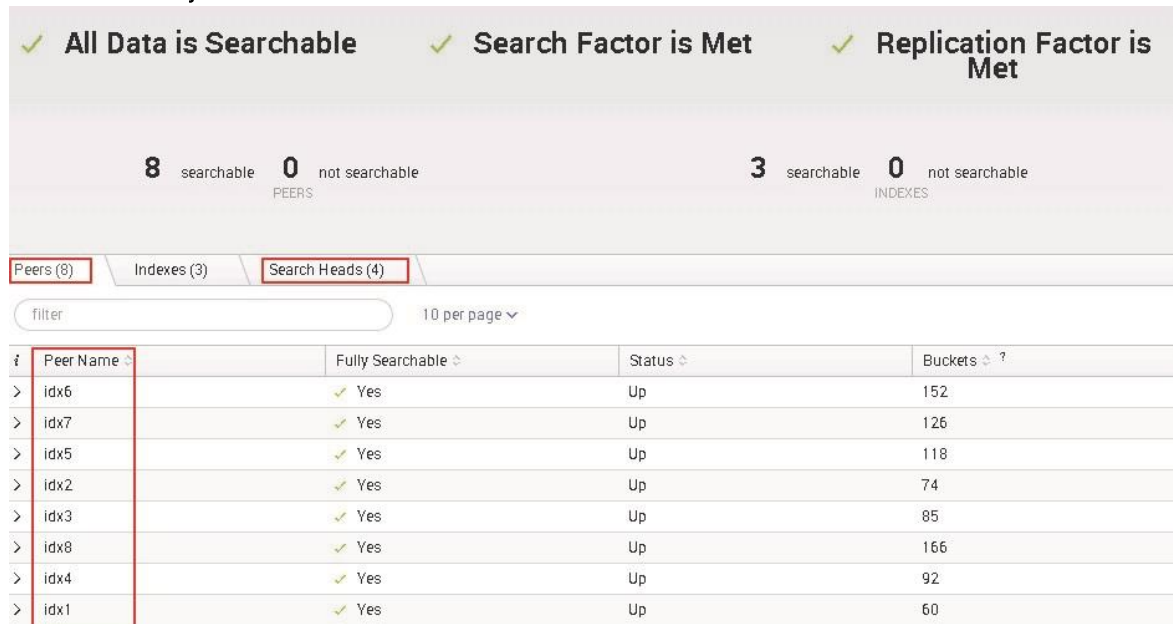 All Data is Searchable Search Factor is Met Replication Factor is
Met
8 searchable 0 not searchable 3 searchable 0 not searchable
PEERS INDEXES
Peers (8) Indexes (3) Search Heads (4)
filter 10 per page
i Peer Name Fully Searchable Status Buckets ?
> idx6 Yes Up 152
> idx7 Yes Up 126
> idx5 Yes Up 118
> idx2 Yes Up 74
> idx3 Yes Up 85
> idx8 Yes Up 166
> idx4 Yes Up 92
> idx1 Yes Up 60